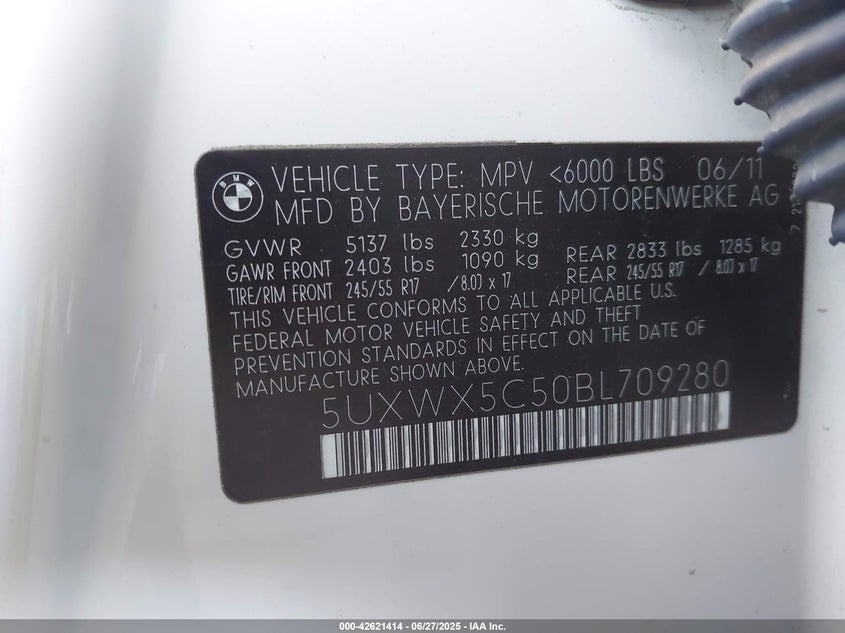 BMW
VEHICLE TYPE: MPV <6000 LBS 06/11
MFD BY BAYERISCHE MOTORENWERKE AG
GVWR 5137 lbs 2330 kg
GAWR FRONT 2403 lbs 1090 kg REAR 2833 lbs 1285 kg
TIRE/RIM FRONT 245/55 R17 / 8.0J x 17 REAR 245/55 R17 / 8.0J x 17
THIS VEHICLE CONFORMS TO ALL APPLICABLE U.S.
FEDERAL MOTOR VEHICLE SAFETY AND THEFT
PREVENTION STANDARDS IN EFFECT ON THE DATE OF
MANUFACTURE SHOWN ABOVE.
5UXWX5C50BL709280
000-42621414 - 06/27/2025 - IAA Inc.